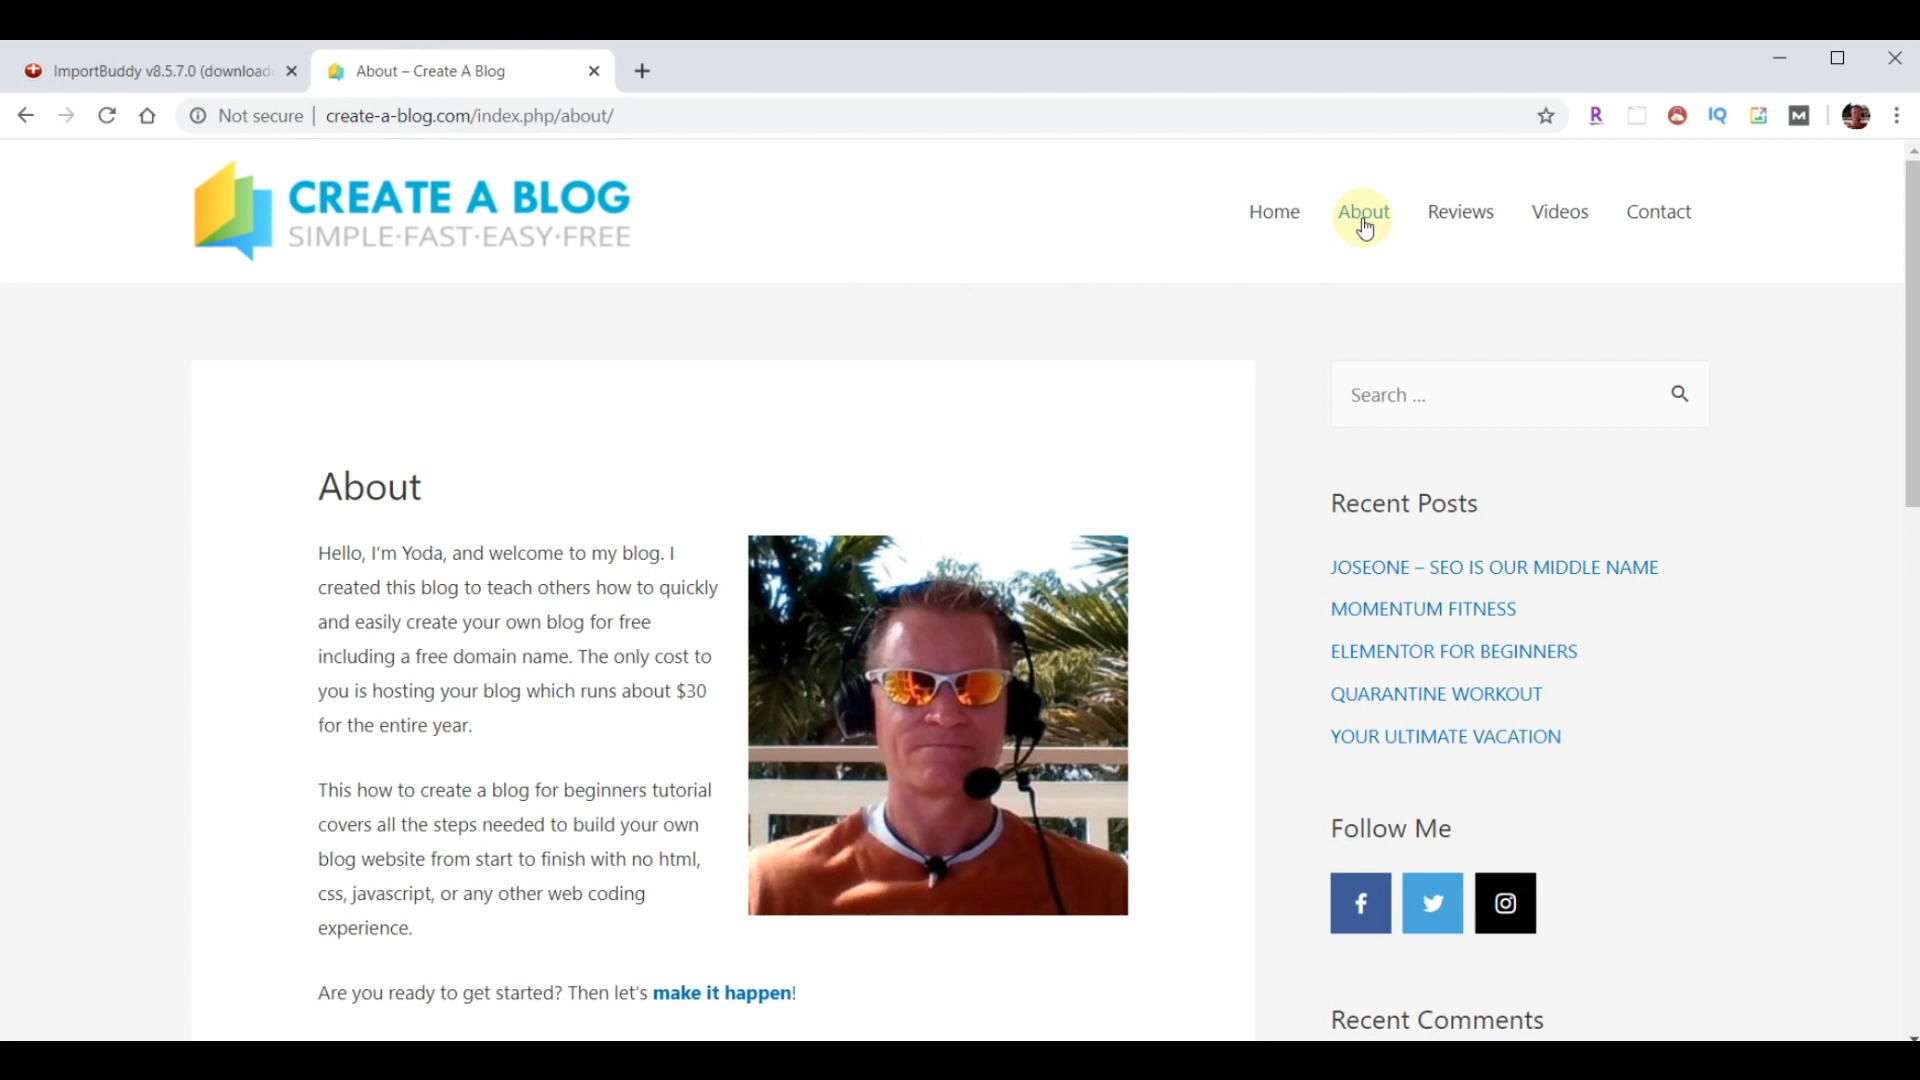 ImportBuddy v8.5.7.0 (download
About – Create A Blog
Not secure | create-a-blog.com/index.php/about/
R
IQ
M
CREATE A BLOG
SIMPLE·FAST·EASY·FREE
Home About Reviews Videos Contact
Search ...
About
Hello, I'm Yoda, and welcome to my blog. I
created this blog to teach others how to quickly
and easily create your own blog for free
including a free domain name. The only cost to
you is hosting your blog which runs about $30
for the entire year.
This how to create a blog for beginners tutorial
covers all the steps needed to build your own
blog website from start to finish with no html,
css, javascript, or any other web coding
experience.
Are you ready to get started? Then let's make it happen!
Recent Posts
JOSEONE – SEO IS OUR MIDDLE NAME
MOMENTUM FITNESS
ELEMENTOR FOR BEGINNERS
QUARANTINE WORKOUT
YOUR ULTIMATE VACATION
Follow Me
Recent Comments